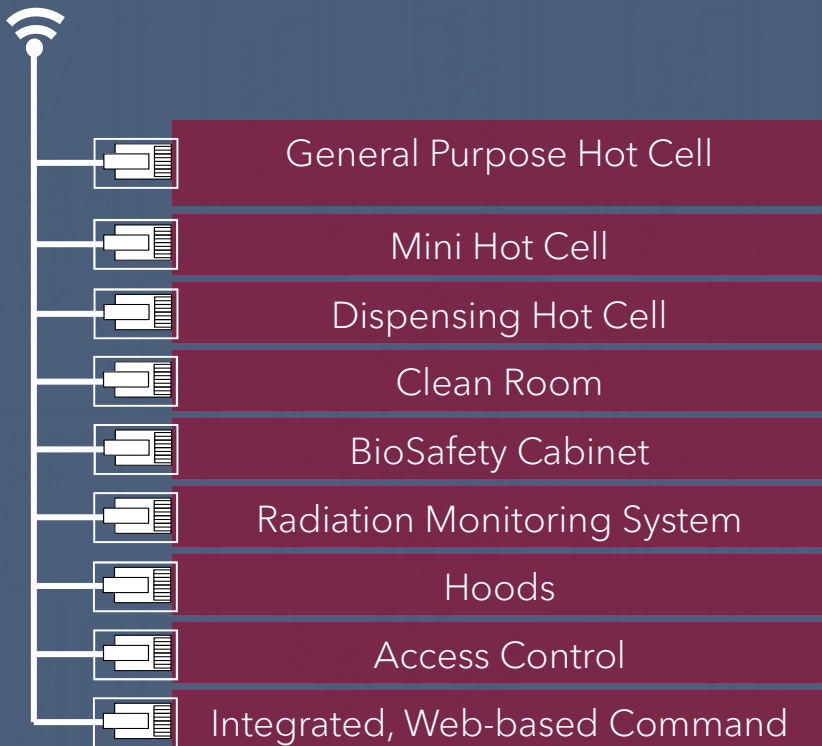 General Purpose Hot Cell
Mini Hot Cell
Dispensing Hot Cell
Clean Room
BioSafety Cabinet
Radiation Monitoring System
Hoods
Access Control
Integrated, Web-based Command